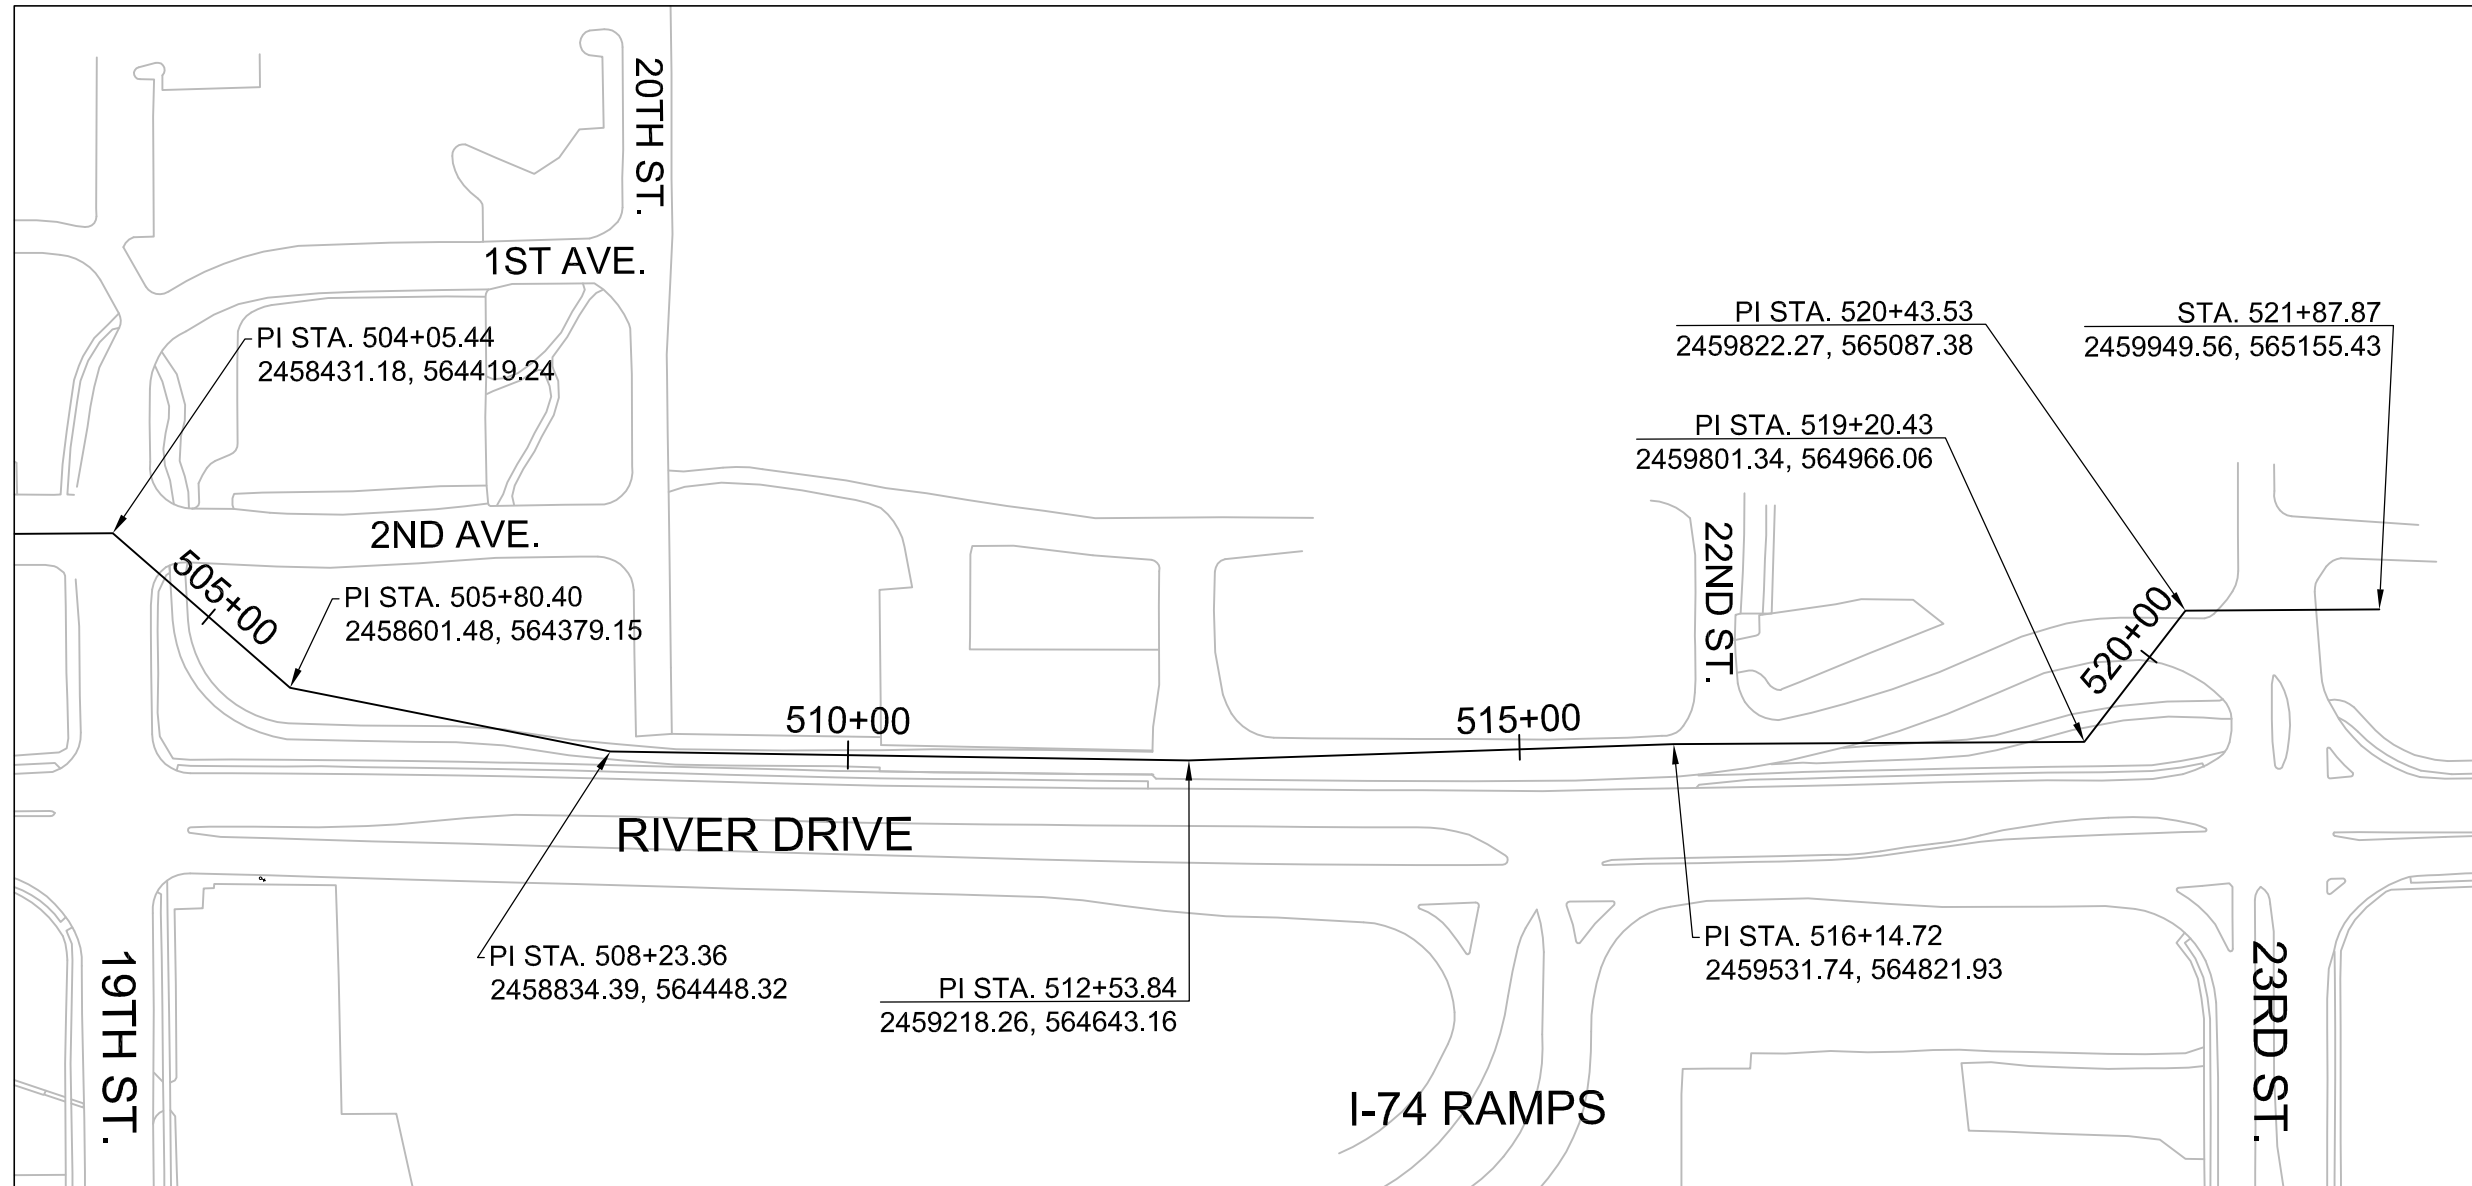 20TH ST.
1ST AVE.
PI STA. 504+05.44
2458431.18, 564419.24
PI STA. 520+43.53
2459822.27, 565087.38
STA. 521+87.87
2459949.56, 565155.43
PI STA. 519+20.43
2459801.34, 564966.06
2ND AVE.
505+00
PI STA. 505+80.40
2458601.48, 564379.15
22ND ST.
520+00
510+00
515+00
RIVER DRIVE
PI STA. 508+23.36
2458834.39, 564448.32
PI STA. 512+53.84
2459218.26, 564643.16
PI STA. 516+14.72
2459531.74, 564821.93
19TH ST.
23RD ST.
I-74 RAMPS